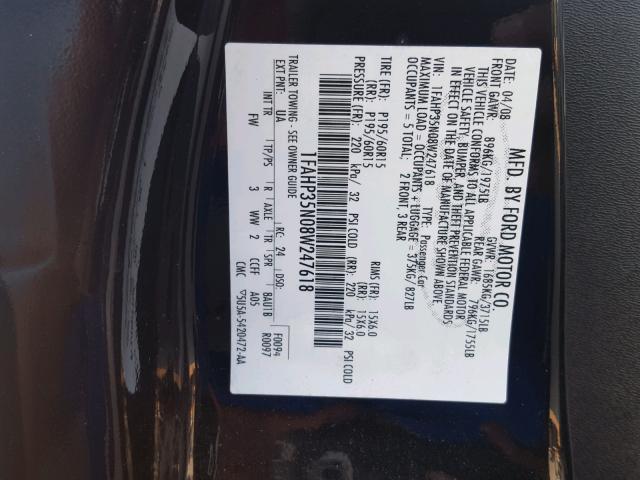 MFD. BY FORD MOTOR CO.
DATE: 04/08 GVWR: 1685KG/3715LB
FRONT GAWR: 896KG/1975LB REAR GAWR: 796KG/1755LB
THIS VEHICLE CONFORMS TO ALL APPLICABLE FEDERAL MOTOR
VEHICLE SAFETY, BUMPER, AND THEFT PREVENTION STANDARDS
IN EFFECT ON THE DATE OF MANUFACTURE SHOWN ABOVE.
VIN: 1FAHP35N08W247618 TYPE: Passenger Car
MAXIMUM LOAD = OCCUPANTS + LUGGAGE = 375KG/827LB
OCCUPANTS = 5 TOTAL; 2 FRONT, 3 REAR
TIRE (FR): P195/60R15 RIMS (FR): 15X6.0
(RR): P195/60R15 (RR): 15X6.0
PRESSURE (FR): 220 kPa/ 32 PSI COLD
(RR): 220 kPa/ 32 PSI COLD
1FAHP35N08W247618
TRAILER TOWING - SEE OWNER GUIDE
F0094
R0097
EXT PNT: UA RC: 24 DSO: BAU1B
INT TR TP/PS R AXLE TR SPR
FW 3 WW 2 CCFF A05
CMC ▽5U5A-5420472-AA